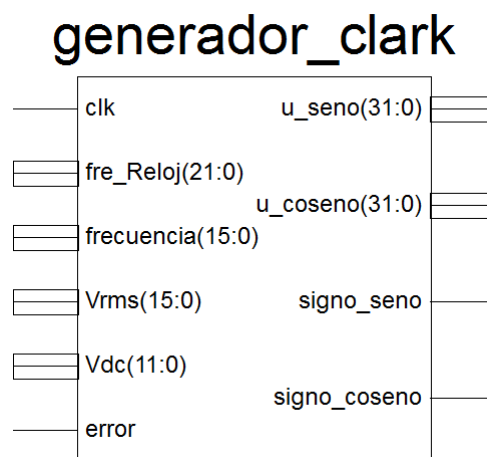 generador_clark
clk
u_seno(31:0)
fre_Reloj(21:0)
u_coseno(31:0)
frecuencia(15:0)
Vrms(15:0)
signo_seno
Vdc(11:0)
signo_coseno
error